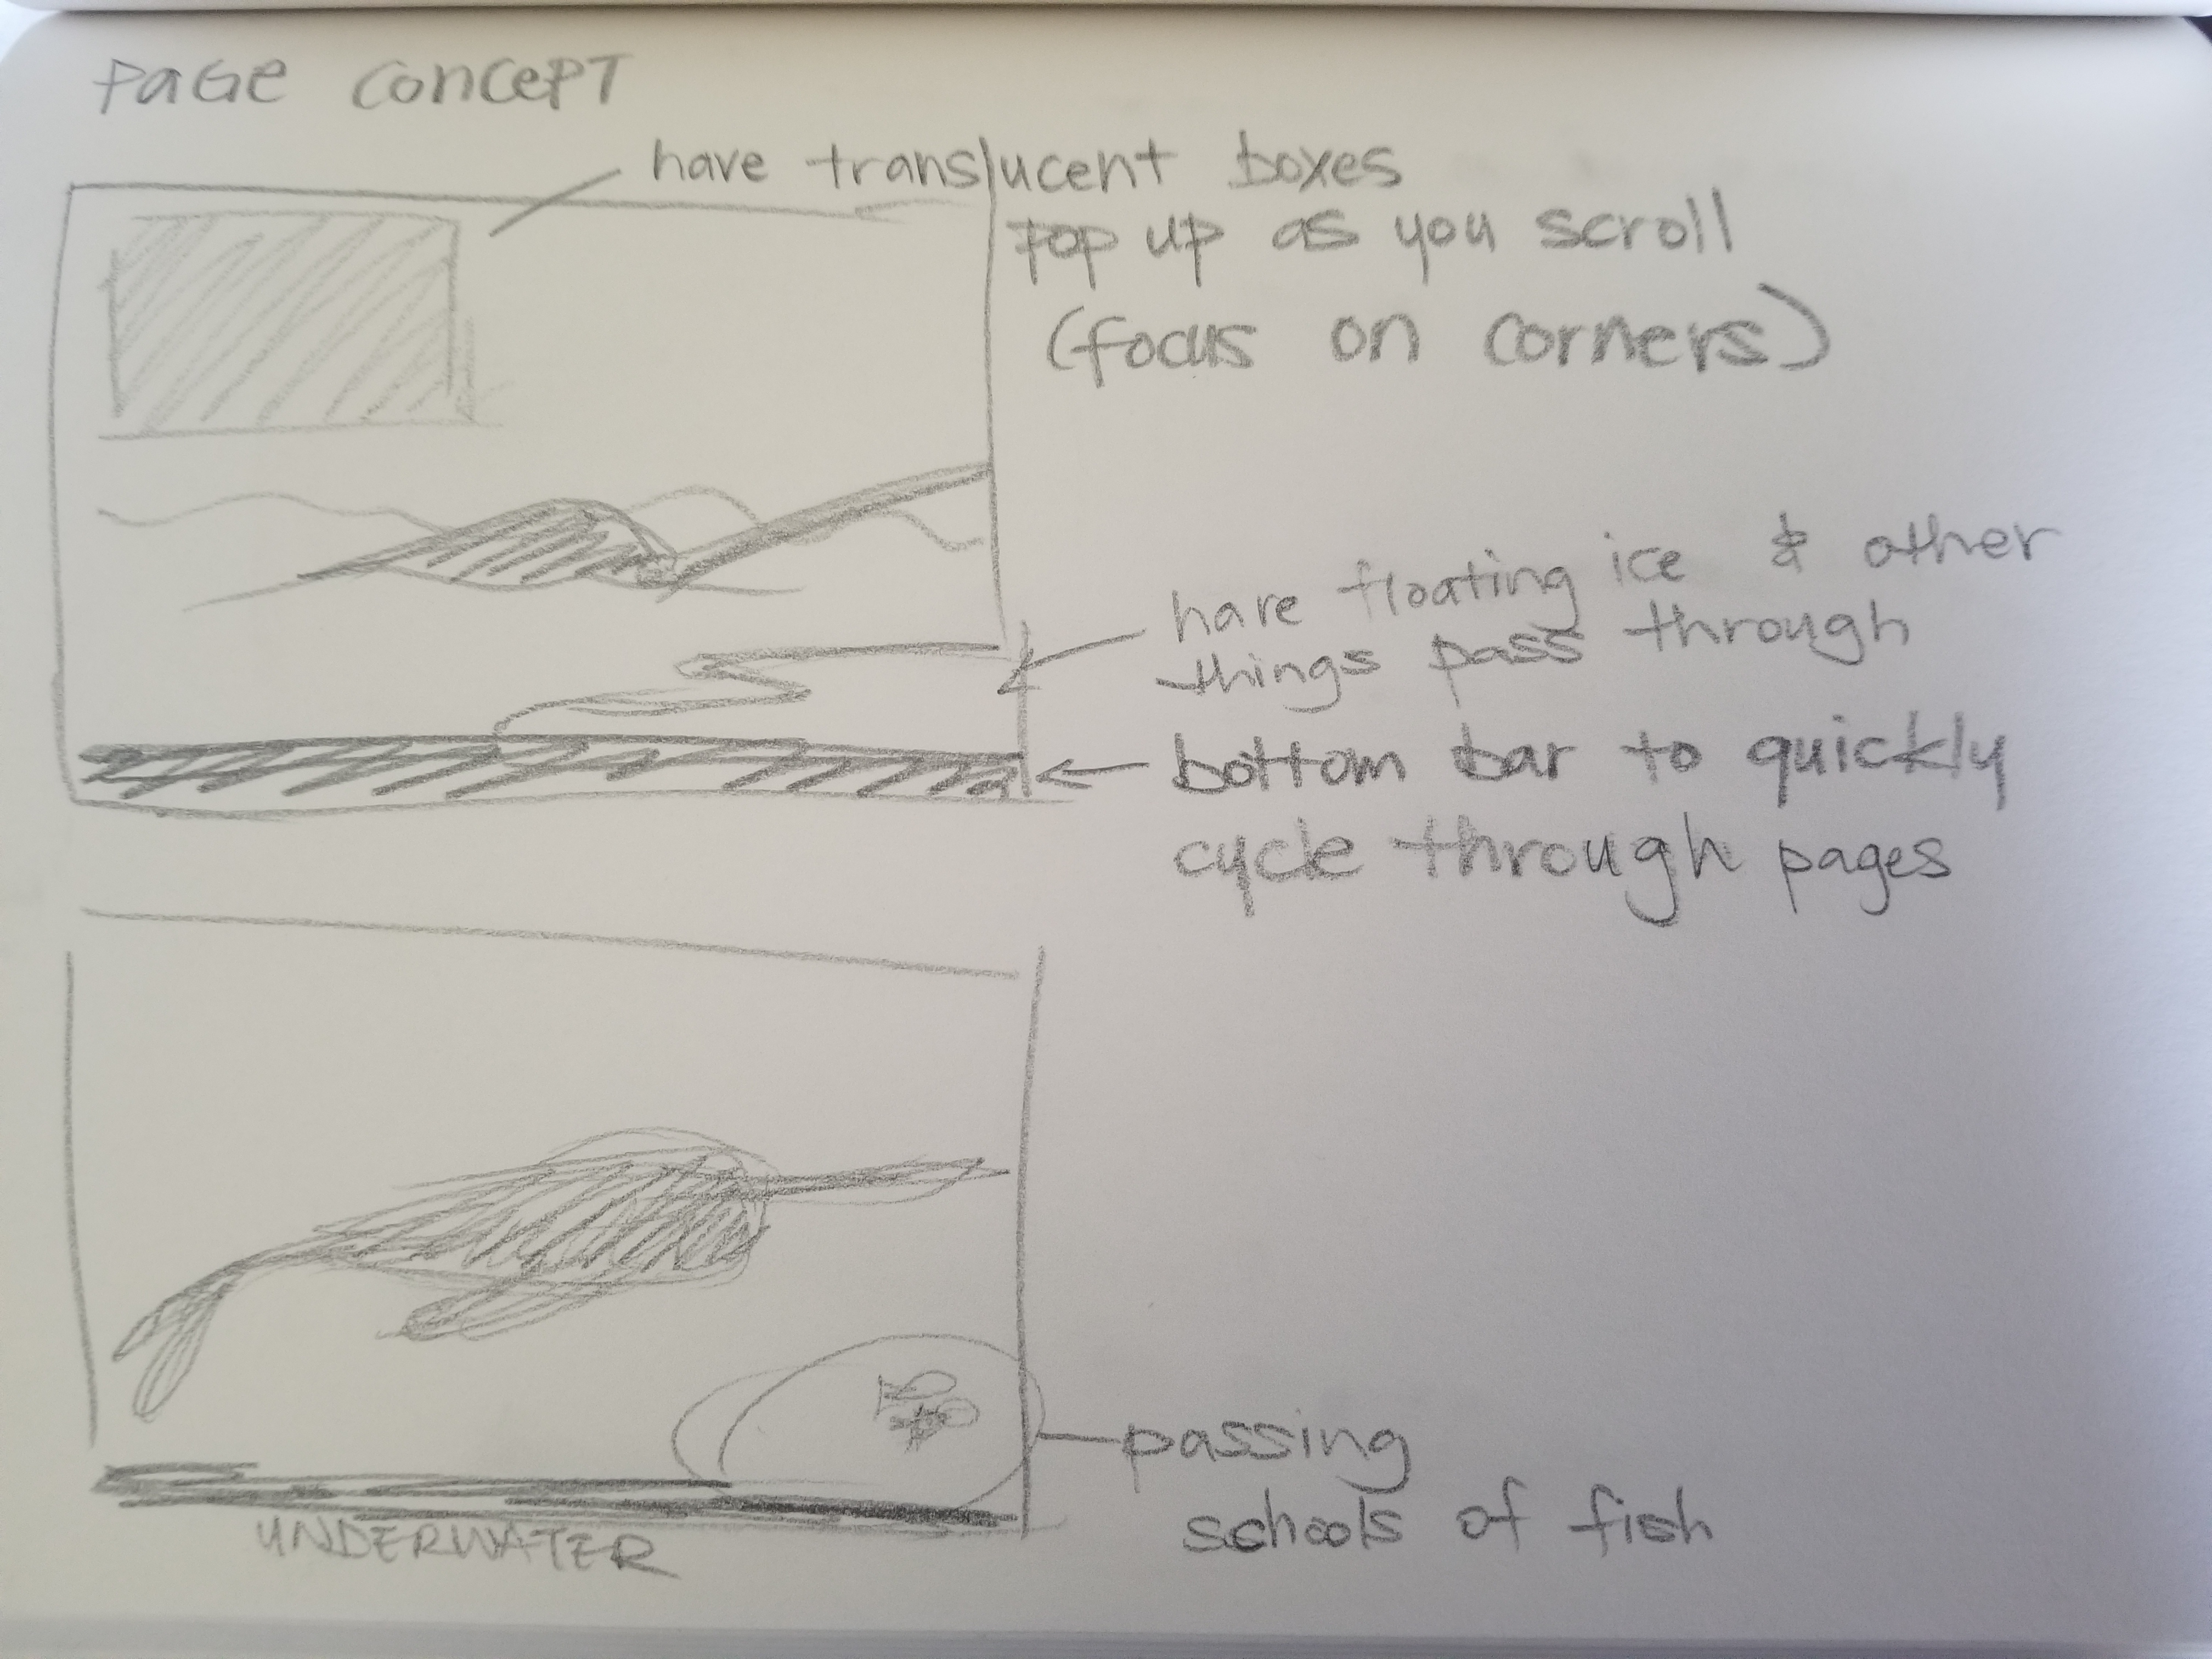 PAGE CONCEPT
have translucent boxes
pop up as you scroll
(focus on corners)
have floating ice & other
things pass through
bottom bar to quickly
cycle through pages
passing
schools of fish
UNDERWATER